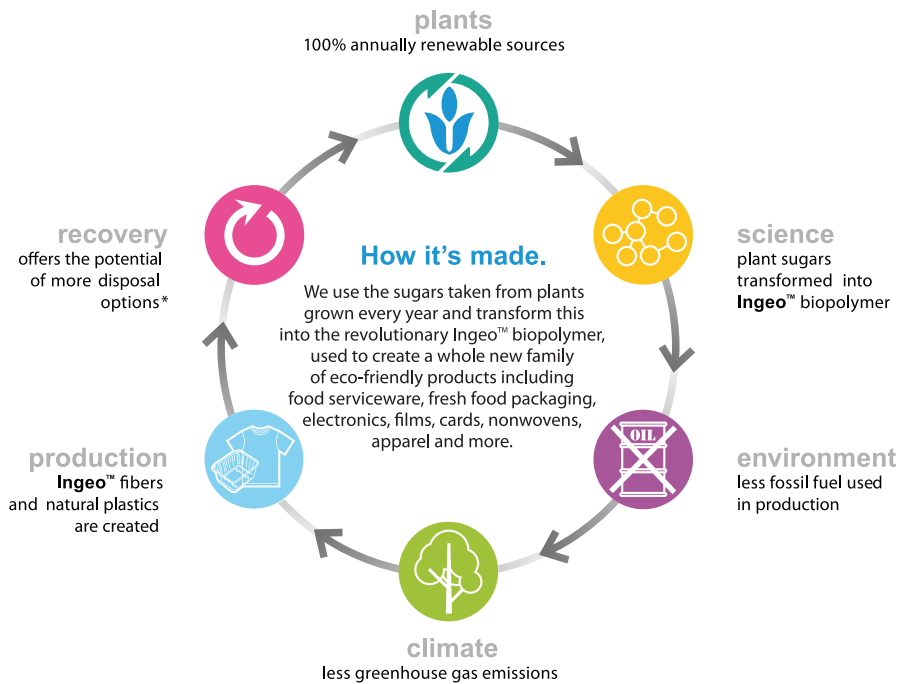 plants
100% annually renewable sources
science
plant sugars
transformed into
Ingeo™ biopolymer
OIL
environment
less fossil fuel used
in production
climate
less greenhouse gas emissions
production
Ingeo™ fibers
and natural plastics
are created
recovery
offers the potential
of more disposal
options*
How it's made.
We use the sugars taken from plants
grown every year and transform this
into the revolutionary Ingeo™ biopolymer,
used to create a whole new family
of eco-friendly products including
food serviceware, fresh food packaging,
electronics, films, cards, nonwovens,
apparel and more.